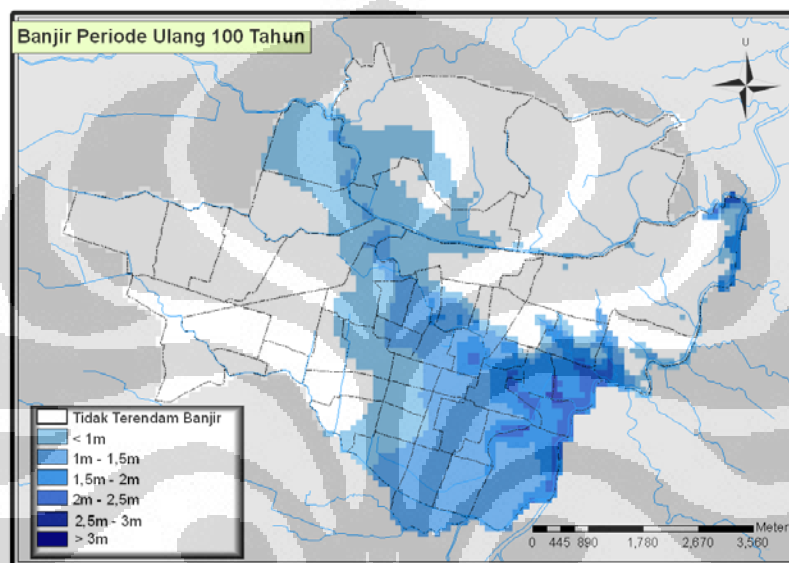 Banjir Periode Ulang 100 Tahun
U
Tidak Terendam Banjir
< 1m
1m - 1,5m
1,5m - 2m
2m - 2,5m
2,5m - 3m
> 3m
Meter
0 445 890 1,780 2,670 3,560